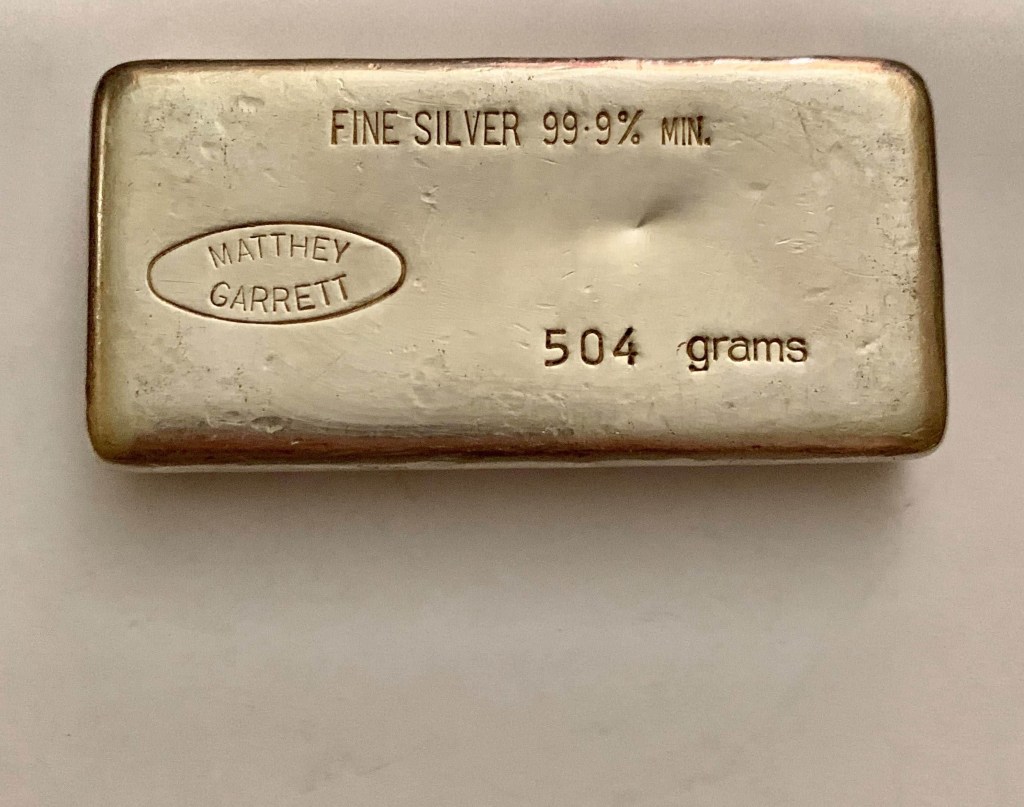 FINE SILVER 99·9% MIN.
MATTHEY
GARRETT
504 grams